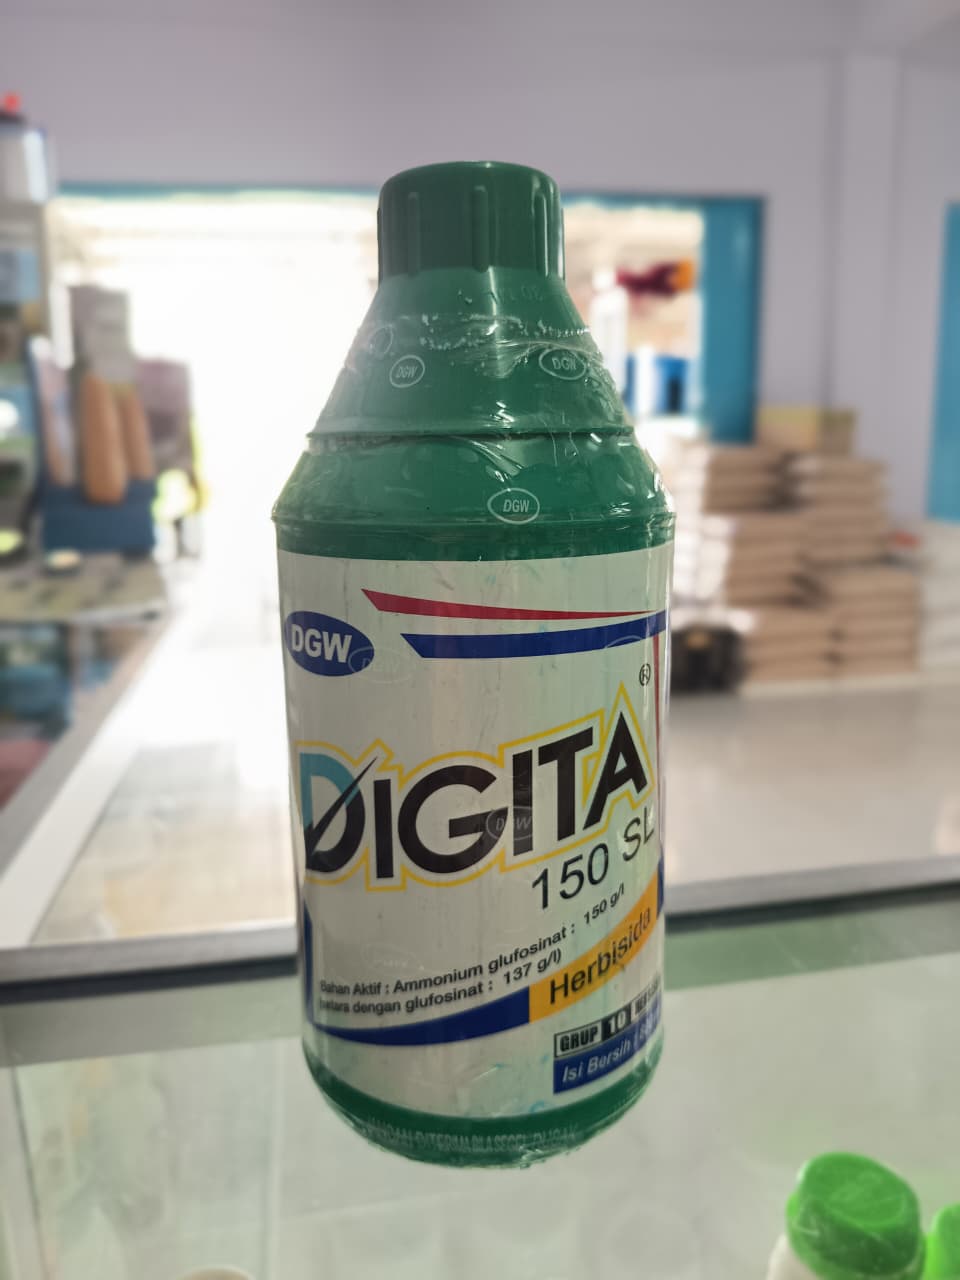 DGW
DGW
DGW
DGW
®
DIGITA
DGW
150 SL
Bahan Aktif : Ammonium glufosinat : 150 g/l
(setara dengan glufosinat : 137 g/l)
Herbisida
GRUP 10
Isi Bersih